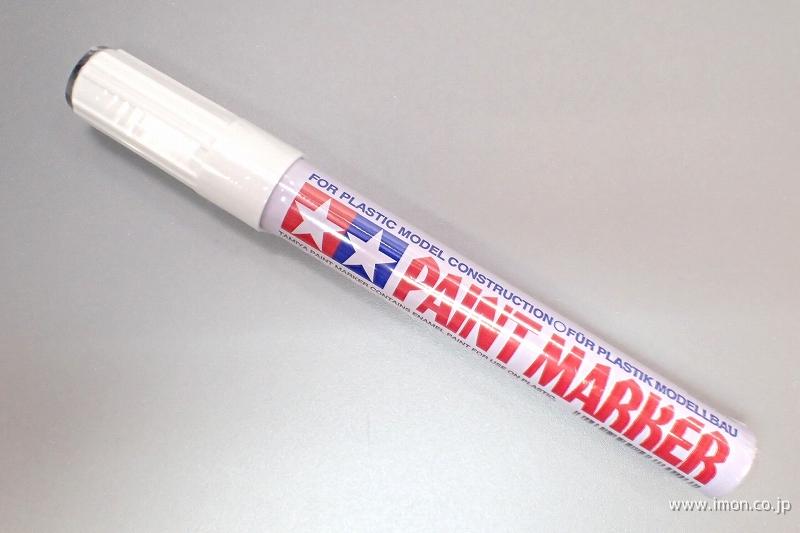 FOR PLASTIC MODEL CONSTRUCTION○FÜR PLASTIK MODELLBAU
PAINT MARKER
TAMIYA PAINT MARKER CONTAINS ENAMEL PAINT FOR USE ON PLASTIC.
www.imon.co.jp